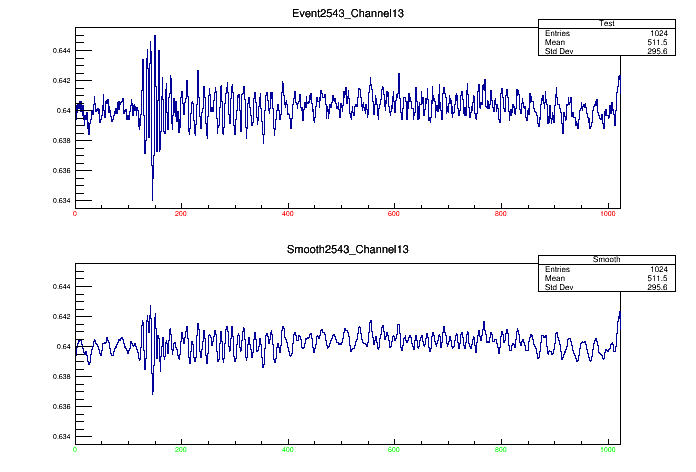 Event2543_Channel13
Test
Entries 1024
Mean 511.5
Std Dev 295.6
0.644
0.642
0.64
0.638
0.636
0.634
0 200 400 600 800 1000
Smooth2543_Channel13
Smooth
Entries 1024
Mean 511.5
Std Dev 295.6
0.644
0.642
0.64
0.638
0.636
0.634
0 200 400 600 800 1000